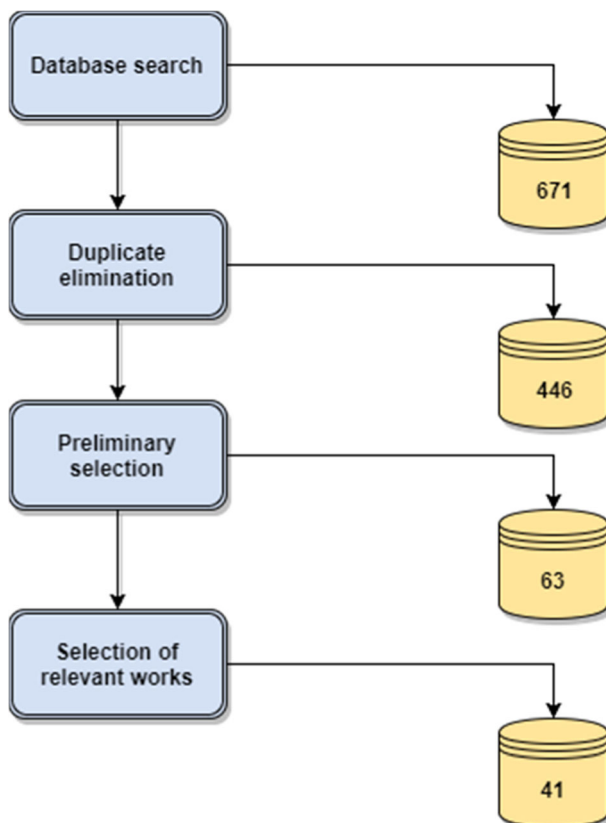 Database search
671
Duplicate
elimination
446
Preliminary
selection
63
Selection of
relevant works
41